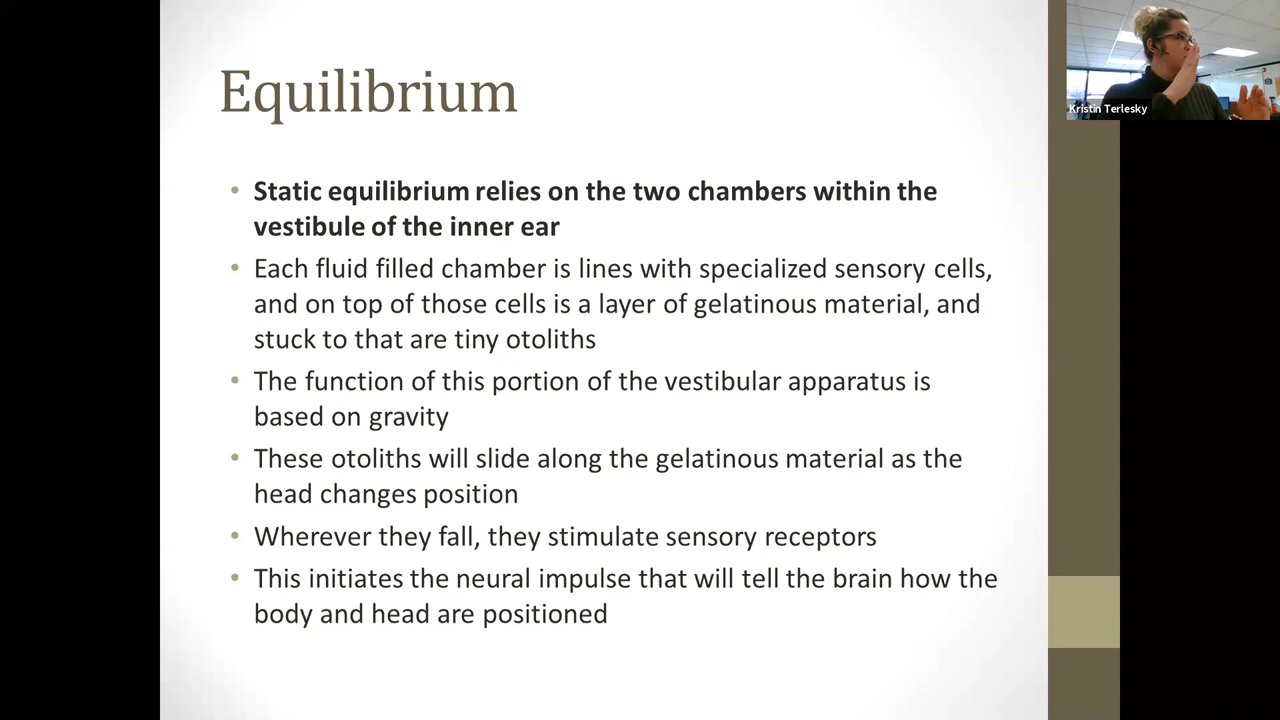 Equilibrium
Kristin Terlesky
• Static equilibrium relies on the two chambers within the
vestibule of the inner ear
• Each fluid filled chamber is lines with specialized sensory cells,
and on top of those cells is a layer of gelatinous material, and
stuck to that are tiny otoliths
• The function of this portion of the vestibular apparatus is
based on gravity
• These otoliths will slide along the gelatinous material as the
head changes position
• Wherever they fall, they stimulate sensory receptors
• This initiates the neural impulse that will tell the brain how the
body and head are positioned